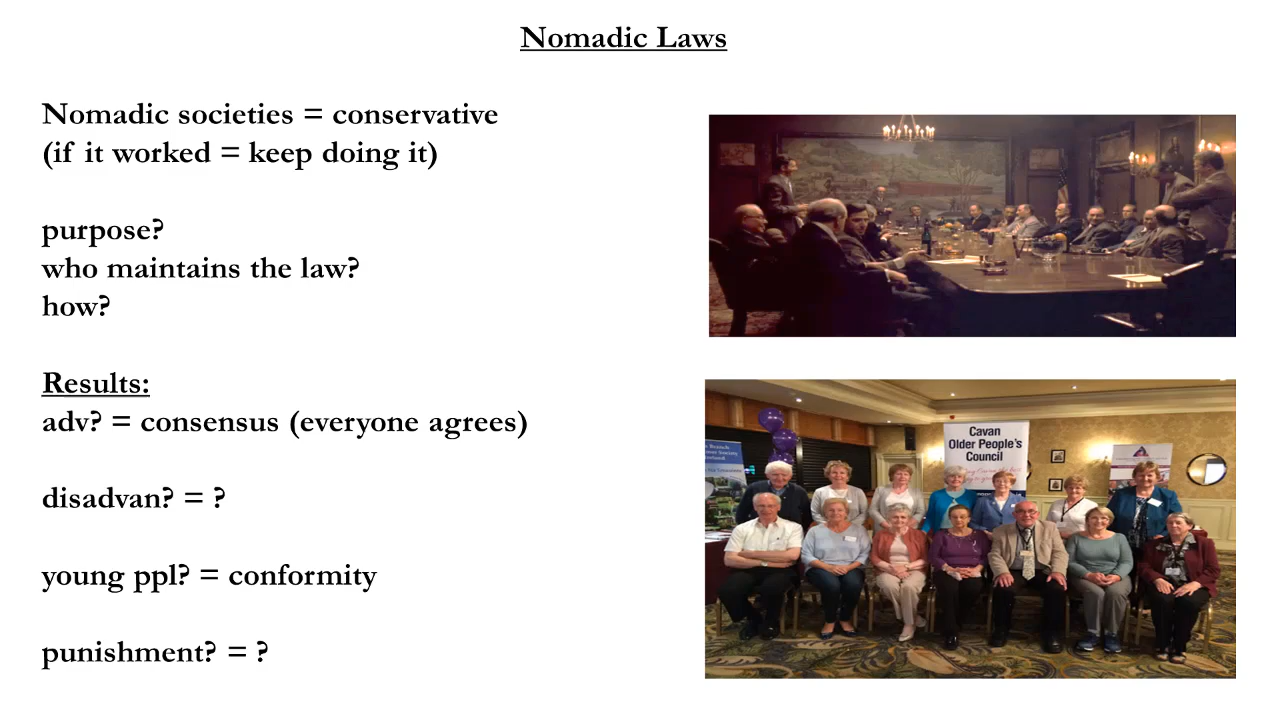 Nomadic Laws
Nomadic societies = conservative
(if it worked = keep doing it)
purpose?
who maintains the law?
how?
Results:
adv? = consensus (everyone agrees)
disadvan? = ?
young ppl? = conformity
punishment? = ?
Cavan
Older People's
Council